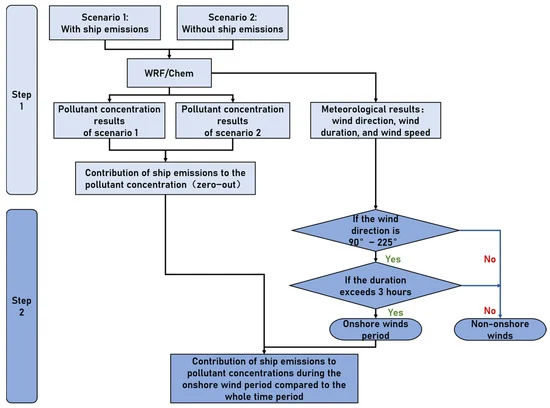 Scenario 1:
With ship emissions
Scenario 2:
Without ship emissions
WRF/Chem
Step
1
Pollutant concentration
results
of scenario 1
Pollutant concentration
results
of scenario 2
Meteorological results：
wind direction, wind
duration, and wind speed
Contribution of ship emissions to the
pollutant concentration（zero-out）
If the wind
direction is
90° – 225°
Yes
No
Step
2
If the duration
exceeds 3 hours
Yes
No
Onshore winds
period
Non-onshore
winds
Contribution of ship emissions to
pollutant concentrations during the
onshore wind period compared to the
whole time period